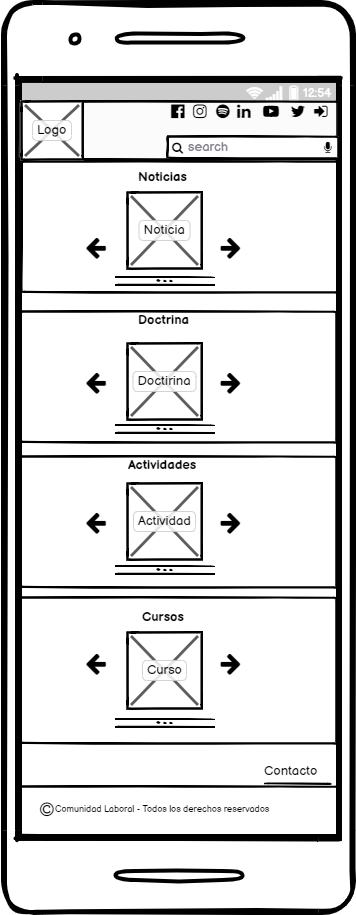 12:54
Logo
search
Noticias
Noticia
Doctrina
Doctirina
Actividades
Actividad
Cursos
Curso
Contacto
© Comunidad Laboral - Todos los derechos reservados